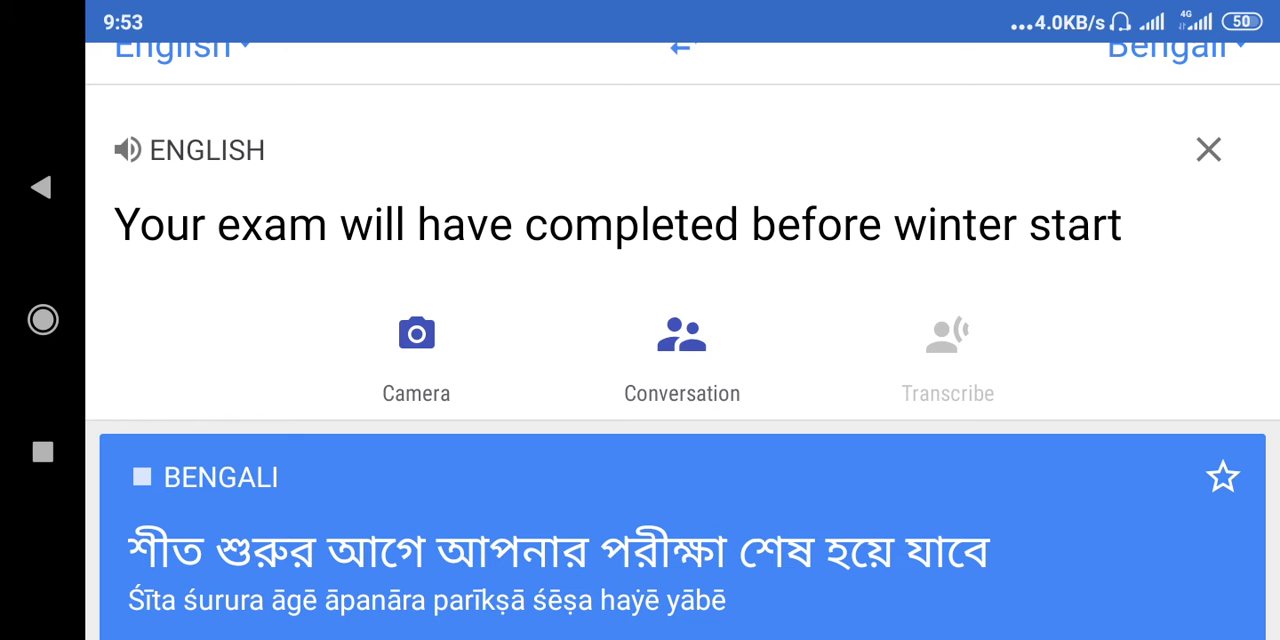 9:53 ...4.0KB/s 4G 50
English Bengali
ENGLISH
Your exam will have completed before winter start
Camera Conversation Transcribe
BENGALI
শীত শুরুর আগে আপনার পরীক্ষা শেষ হয়ে যাবে
Śīta śurura āgē āpanāra parīkṣā śēṣa haẏē yābē